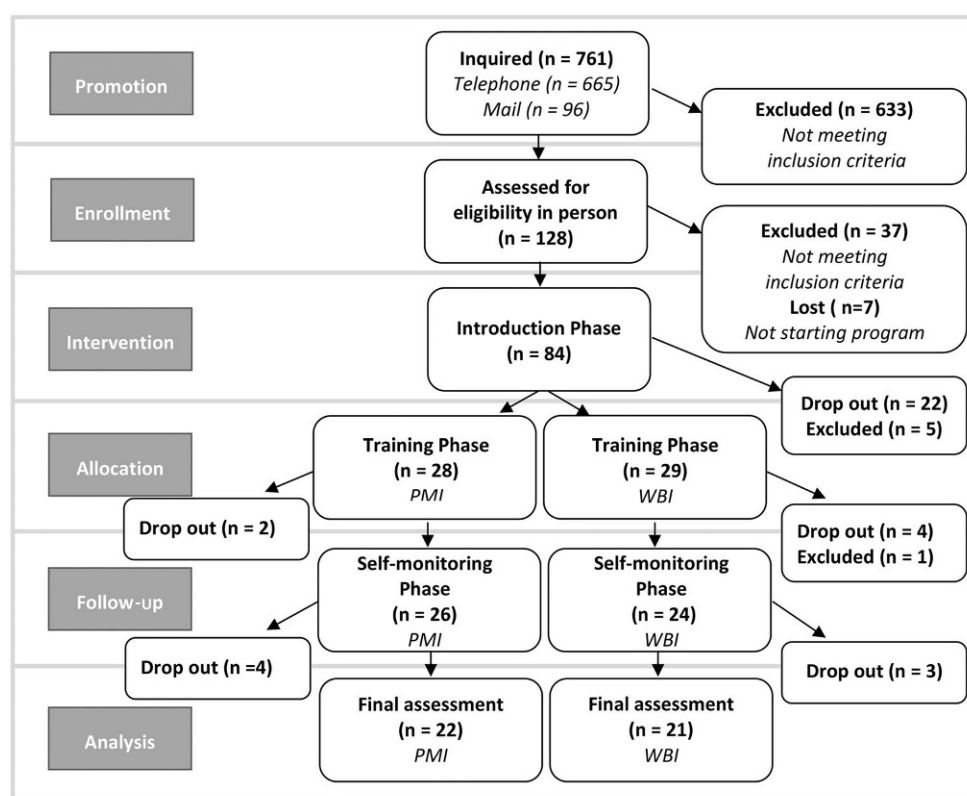 Promotion
Inquired (n = 761)
Telephone (n = 665)
Mail (n = 96)
Excluded (n = 633)
Not meeting
inclusion criteria
Enrollment
Assessed for
eligibility in person
(n = 128)
Excluded (n = 37)
Not meeting
inclusion criteria
Lost ( n=7)
Not starting program
Intervention
Introduction Phase
(n = 84)
Drop out (n = 22)
Excluded (n = 5)
Allocation
Training Phase
(n = 28)
PMI
Training Phase
(n = 29)
WBI
Drop out (n = 2)
Drop out (n = 4)
Excluded (n = 1)
Follow-up
Self-monitoring
Phase
(n = 26)
PMI
Self-monitoring
Phase
(n = 24)
WBI
Drop out (n =4)
Drop out (n = 3)
Analysis
Final assessment
(n = 22)
PMI
Final assessment
(n = 21)
WBI